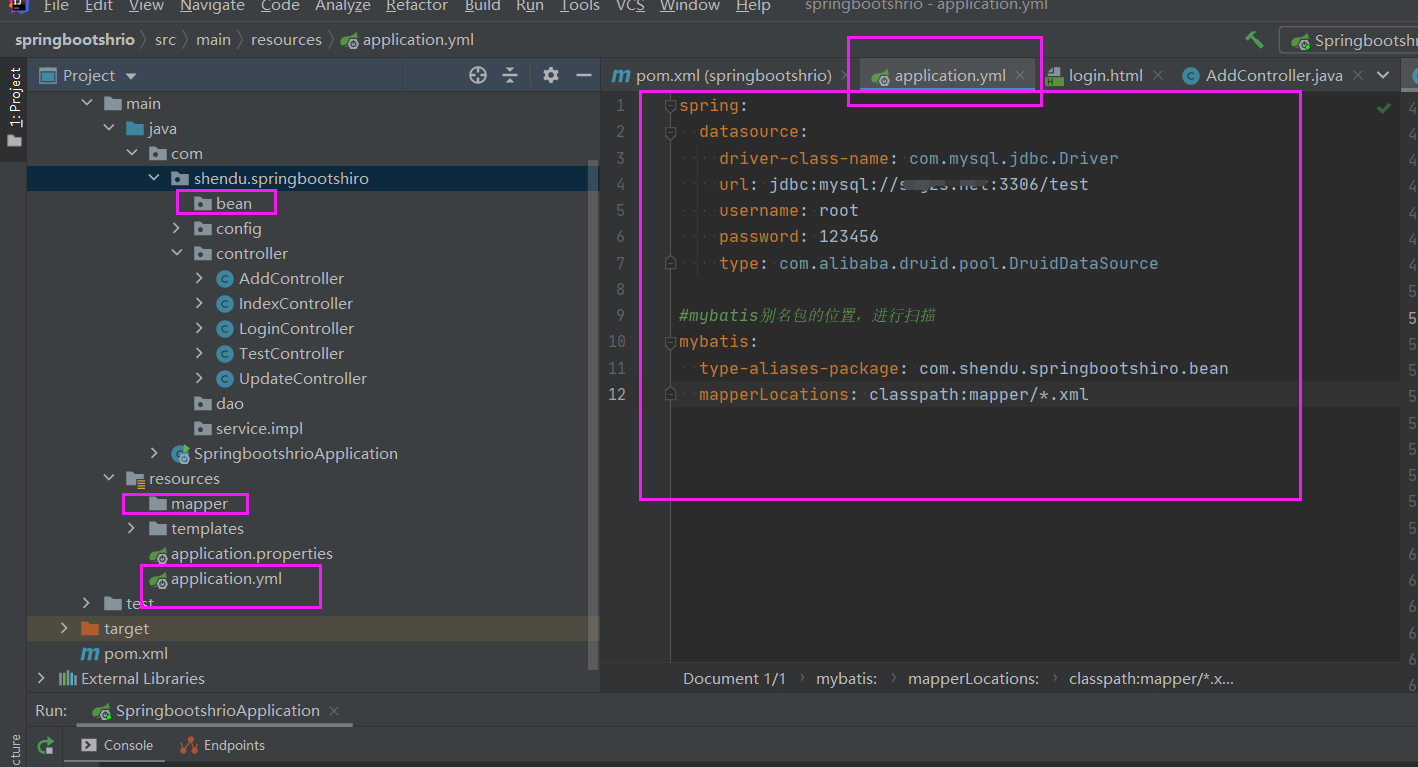 File Edit View Navigate Code Analyze Refactor Build Run Tools VCS Window Help springbootshrio - application.yml
springbootshrio src main resources application.yml
Springbootshr
1: Project
Project
pom.xml (springbootshrio) application.yml login.html AddController.java
main
java
com
shendu.springbootshiro
bean
config
controller
AddController
IndexController
LoginController
TestController
UpdateController
dao
service.impl
SpringbootshrioApplication
resources
mapper
templates
application.properties
application.yml
test
target
pom.xml
External Libraries
1 spring:
2 datasource:
3 driver-class-name: com.mysql.jdbc.Driver
4 url: jdbc:mysql:// :3306/test
5 username: root
6 password: 123456
7 type: com.alibaba.druid.pool.DruidDataSource
8
9 #mybatis别名包的位置，进行扫描
10 mybatis:
11 type-aliases-package: com.shendu.springbootshiro.bean
12 mapperLocations: classpath:mapper/*.xml
Document 1/1 mybatis: mapperLocations: classpath:mapper/*.x...
Run: SpringbootshrioApplication
Console Endpoints
cture